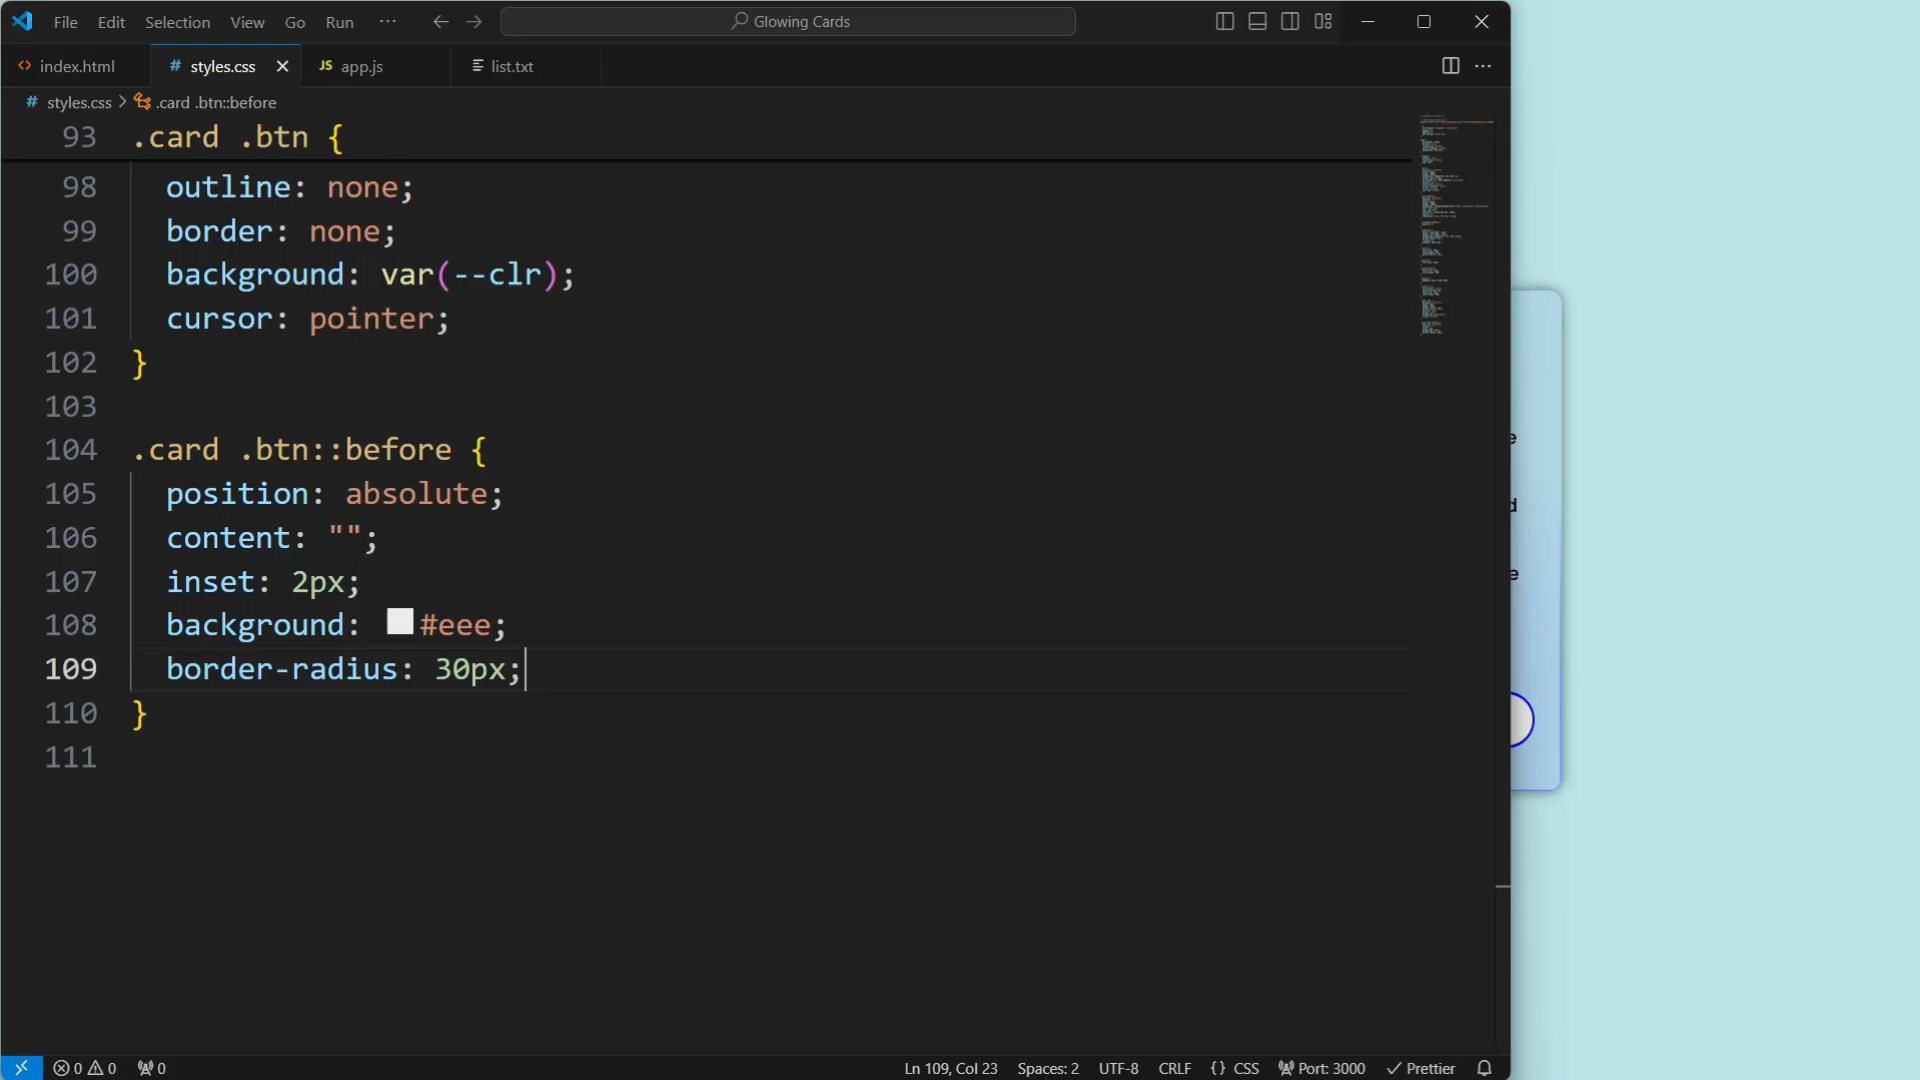 File Edit Selection View Go Run ··· Glowing Cards
index.html # styles.css JS app.js list.txt
# styles.css .card .btn::before
93 .card .btn {
98 outline: none;
99 border: none;
100 background: var(--clr);
101 cursor: pointer;
102 }
103
104 .card .btn::before {
105 position: absolute;
106 content: "";
107 inset: 2px;
108 background: #eee;
109 border-radius: 30px;
110 }
111
e
d
e
0 0 0 Ln 109, Col 23 Spaces: 2 UTF-8 CRLF {} CSS Port: 3000 Prettier